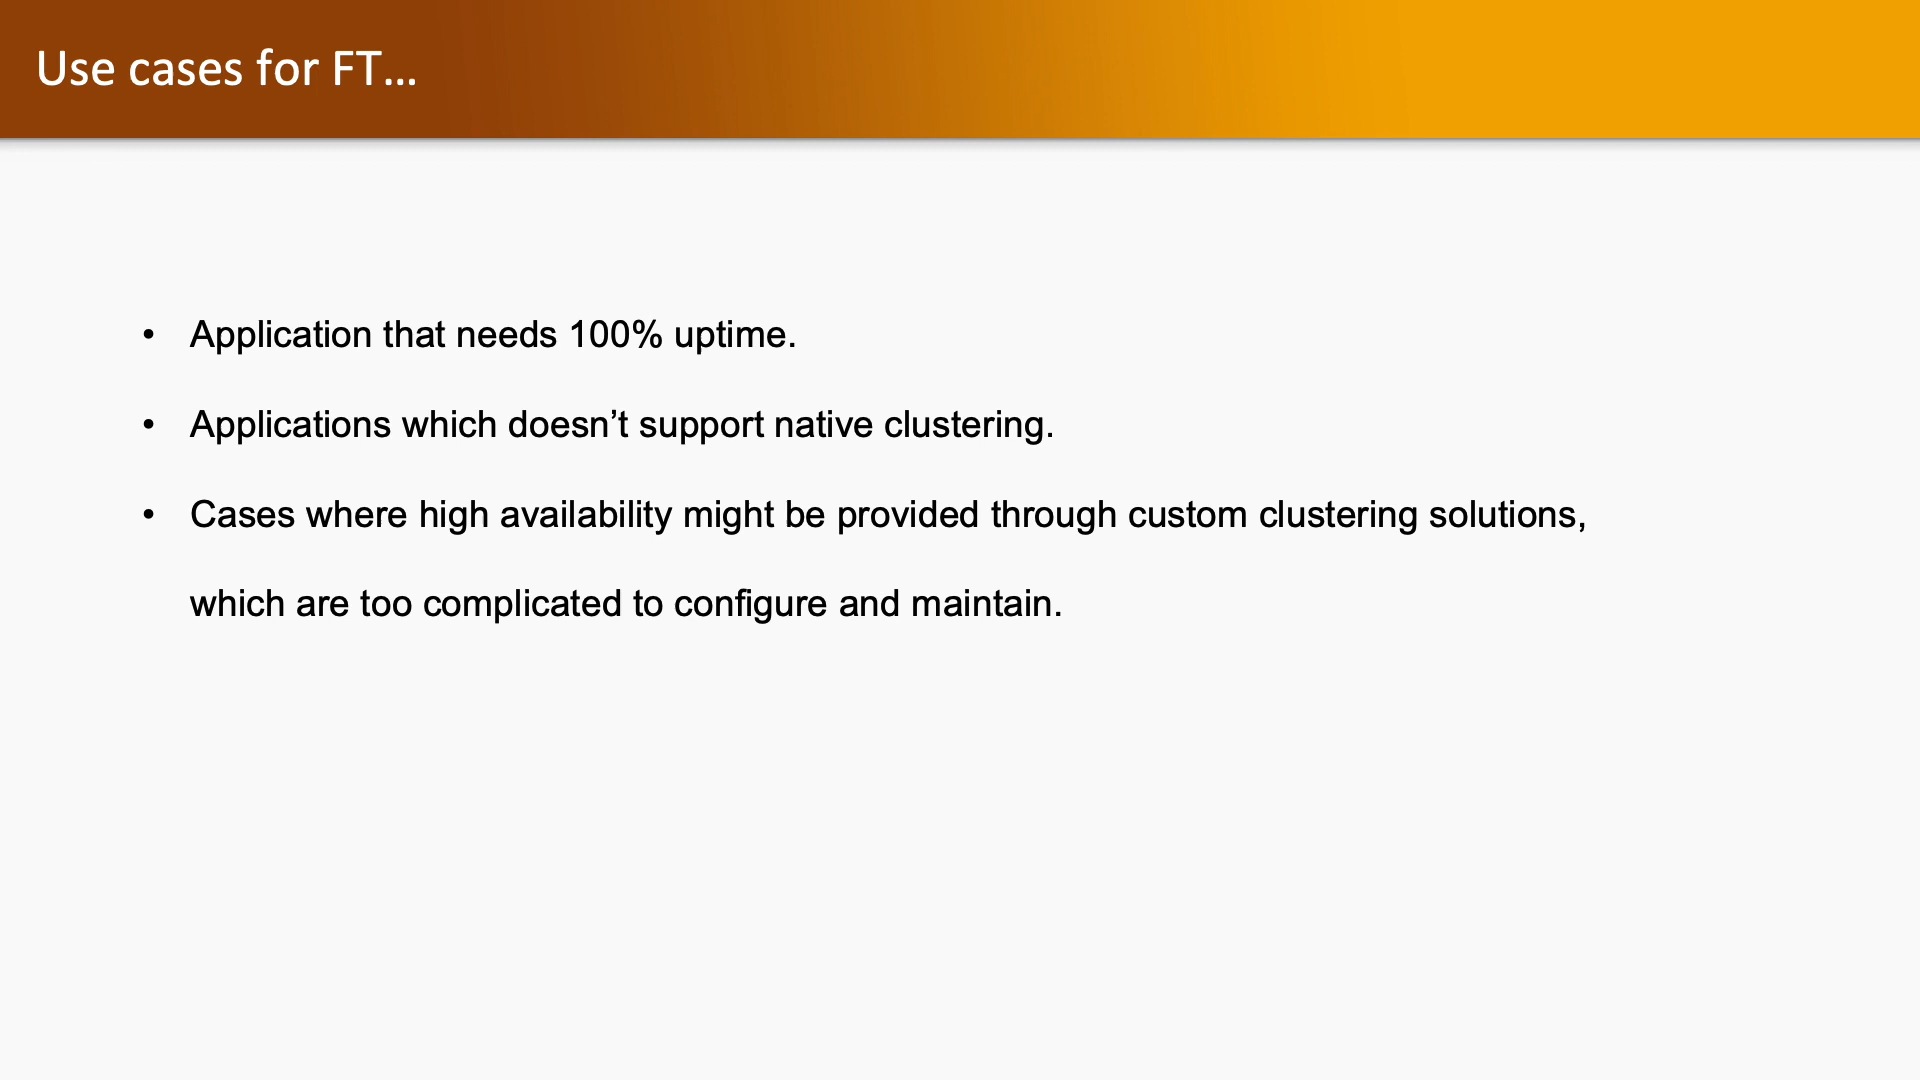 Use cases for FT...
• Application that needs 100% uptime.
• Applications which doesn’t support native clustering.
• Cases where high availability might be provided through custom clustering solutions,
which are too complicated to configure and maintain.